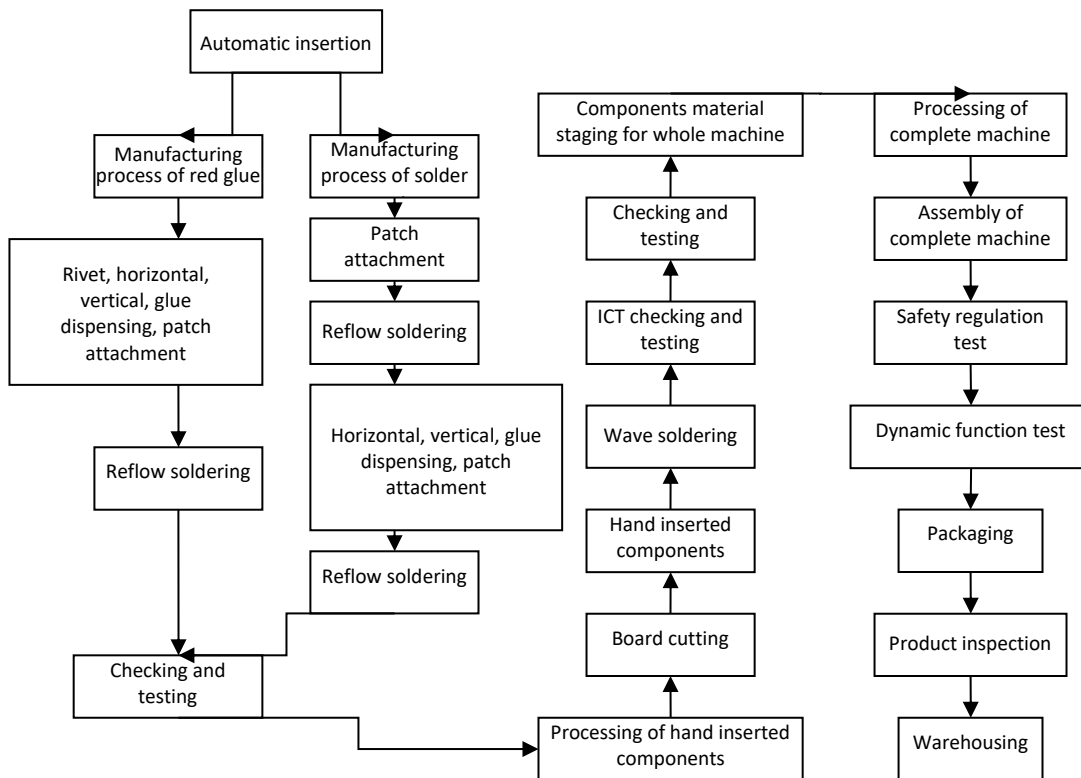 Automatic insertion
Manufacturing
process of red glue
Rivet, horizontal,
vertical, glue
dispensing, patch
attachment
Reflow soldering
Manufacturing
process of solder
Patch
attachment
Reflow soldering
Horizontal, vertical, glue
dispensing, patch
attachment
Reflow soldering
Checking and
testing
Processing of hand inserted
components
Board cutting
Hand inserted
components
Wave soldering
ICT checking and
testing
Checking and
testing
Components material
staging for whole machine
Processing of
complete machine
Assembly of
complete machine
Safety regulation
test
Dynamic function test
Packaging
Product inspection
Warehousing